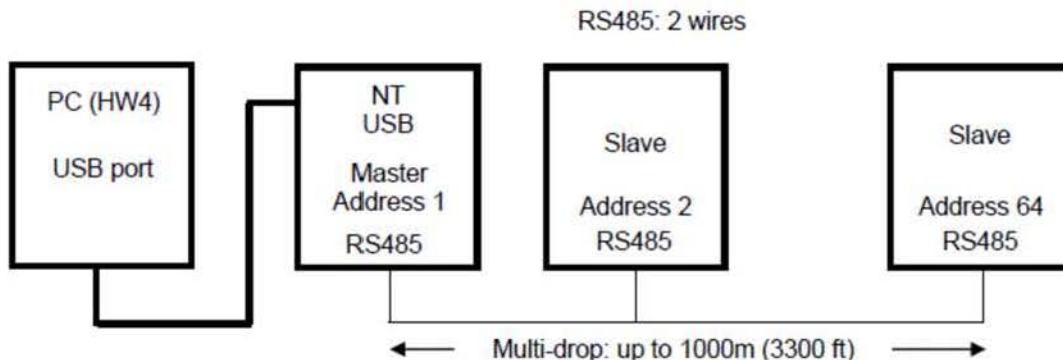 RS485: 2 wires
PC (HW4)
USB port
NT
USB
Master
Address 1
RS485
Slave
Address 2
RS485
Slave
Address 64
RS485
Multi-drop: up to 1000m (3300 ft)